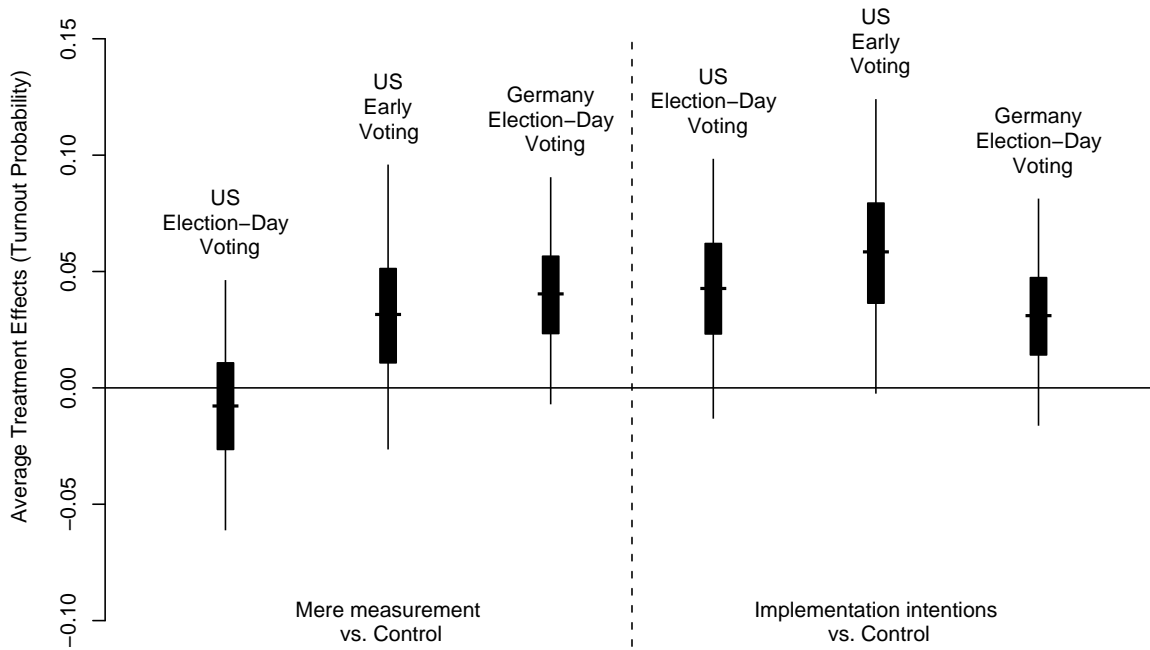 Average Treatment Effects (Turnout Probability)
0.15
0.10
0.05
0.00
−0.05
−0.10
US
Election−Day
Voting
US
Early
Voting
Germany
Election−Day
Voting
US
Election−Day
Voting
US
Early
Voting
Germany
Election−Day
Voting
Mere measurement
vs. Control
Implementation intentions
vs. Control